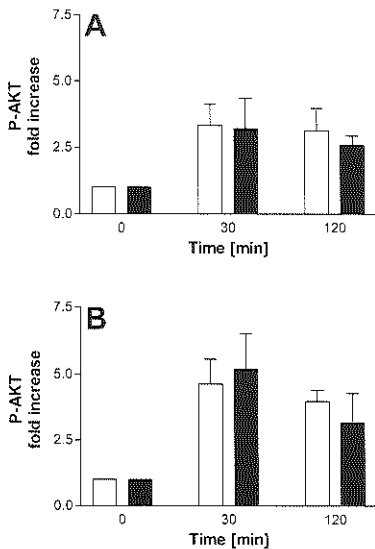 A
P-AKT
fold increase
7.5
5.0
2.5
0.0
0 30 120
Time [min]
B
P-AKT
fold increase
7.5
5.0
2.5
0.0
0 30 120
Time [min]